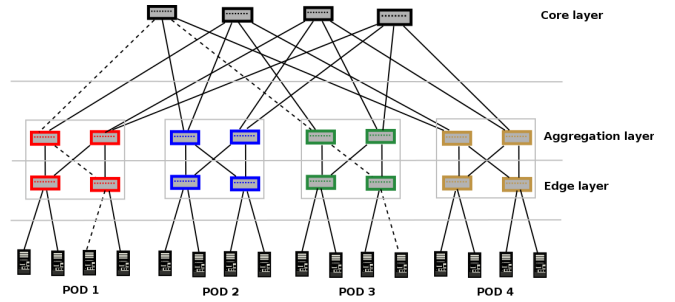 Core layer
Aggregation layer
Edge layer
POD 1
POD 2
POD 3
POD 4